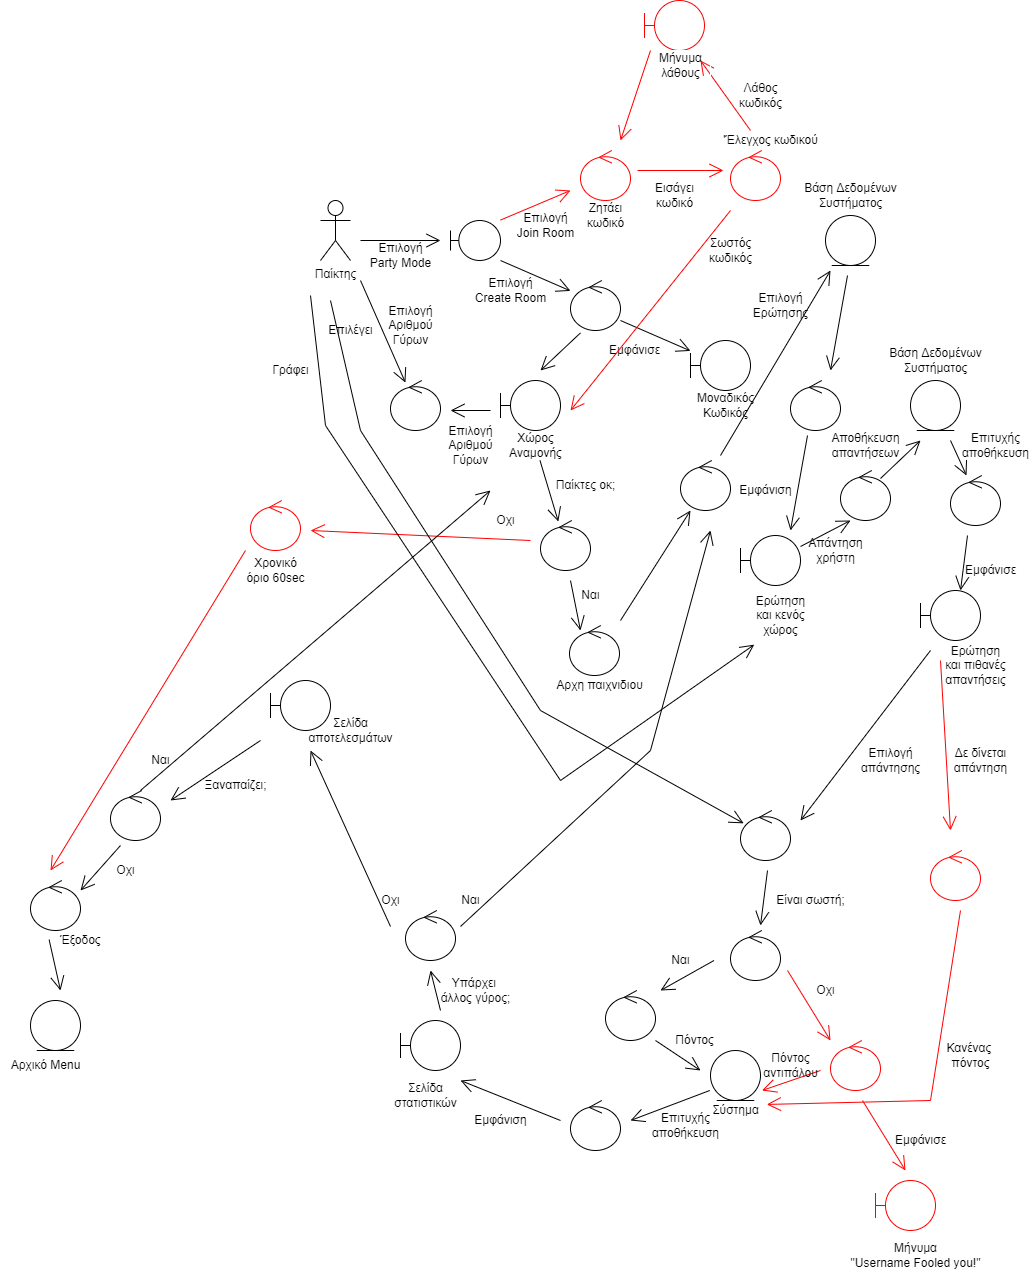 Μήνυμα
λάθους
Λάθος
κωδικός
Έλεγχος κωδικού
Ζητάει
κωδικό
Εισάγει
κωδικό
Βάση Δεδομένων
Συστήματος
Επιλογή
Join Room
Σωστός
κωδικός
Παίκτης
Επιλογή
Party Mode
Επιλογή
Create Room
Επιλογή
Ερώτησης
Επιλογή
Αριθμού
Γύρων
Επιλέγει
Γράφει
Εμφάνισε
Μοναδικός
Κωδικός
Βάση Δεδομένων
Συστήματος
Χώρος
Αναμονής
Επιλογή
Αριθμού
Γύρων
Αποθήκευση
απαντήσεων
Επιτυχής
αποθήκευση
Παίκτες οκ;
Εμφάνιση
Οχι
Χρονικό
όριο 60sec
Απάντηση
χρήστη
Εμφάνισε
Ναι
Ερώτηση
και κενός
χώρος
Ερώτηση
και πιθανές
απαντήσεις
Αρχη παιχνιδιου
Σελίδα
αποτελεσμάτων
Ναι
Ξαναπαίζει;
Επιλογή
απάντησης
Δε δίνεται
απάντηση
Οχι
Οχι
Ναι
Είναι σωστή;
Έξοδος
Ναι
Υπάρχει
άλλος γύρος;
Οχι
Αρχικό Menu
Πόντος
Πόντος
αντιπάλου
Κανένας
πόντος
Σελίδα
στατιστικών
Σύστημα
Εμφάνιση
Επιτυχής
αποθήκευση
Εμφάνισε
Μήνυμα
"Username Fooled you!"